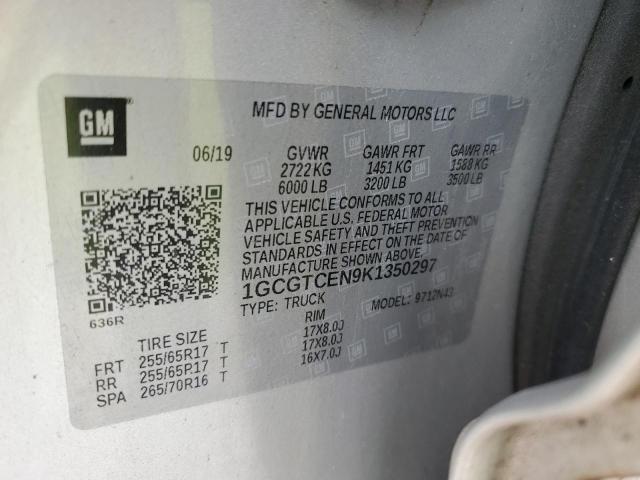 GM
MFD BY GENERAL MOTORS LLC
06/19 GVWR GAWR FRT GAWR RR
2722 KG 1451 KG 1588 KG
6000 LB 3200 LB 3500 LB
THIS VEHICLE CONFORMS TO ALL
APPLICABLE U.S. FEDERAL MOTOR
VEHICLE SAFETY AND THEFT PREVENTION
STANDARDS IN EFFECT ON THE DATE OF
MANUFACTURE SHOWN ABOVE.
1GCGTCEN9K1350297
TYPE: TRUCK MODEL: 9712N43
636R
TIRE SIZE RIM
FRT 255/65R17 T 17X8.0J
RR 255/65R17 T 17X8.0J
SPA 265/70R16 T 16X7.0J